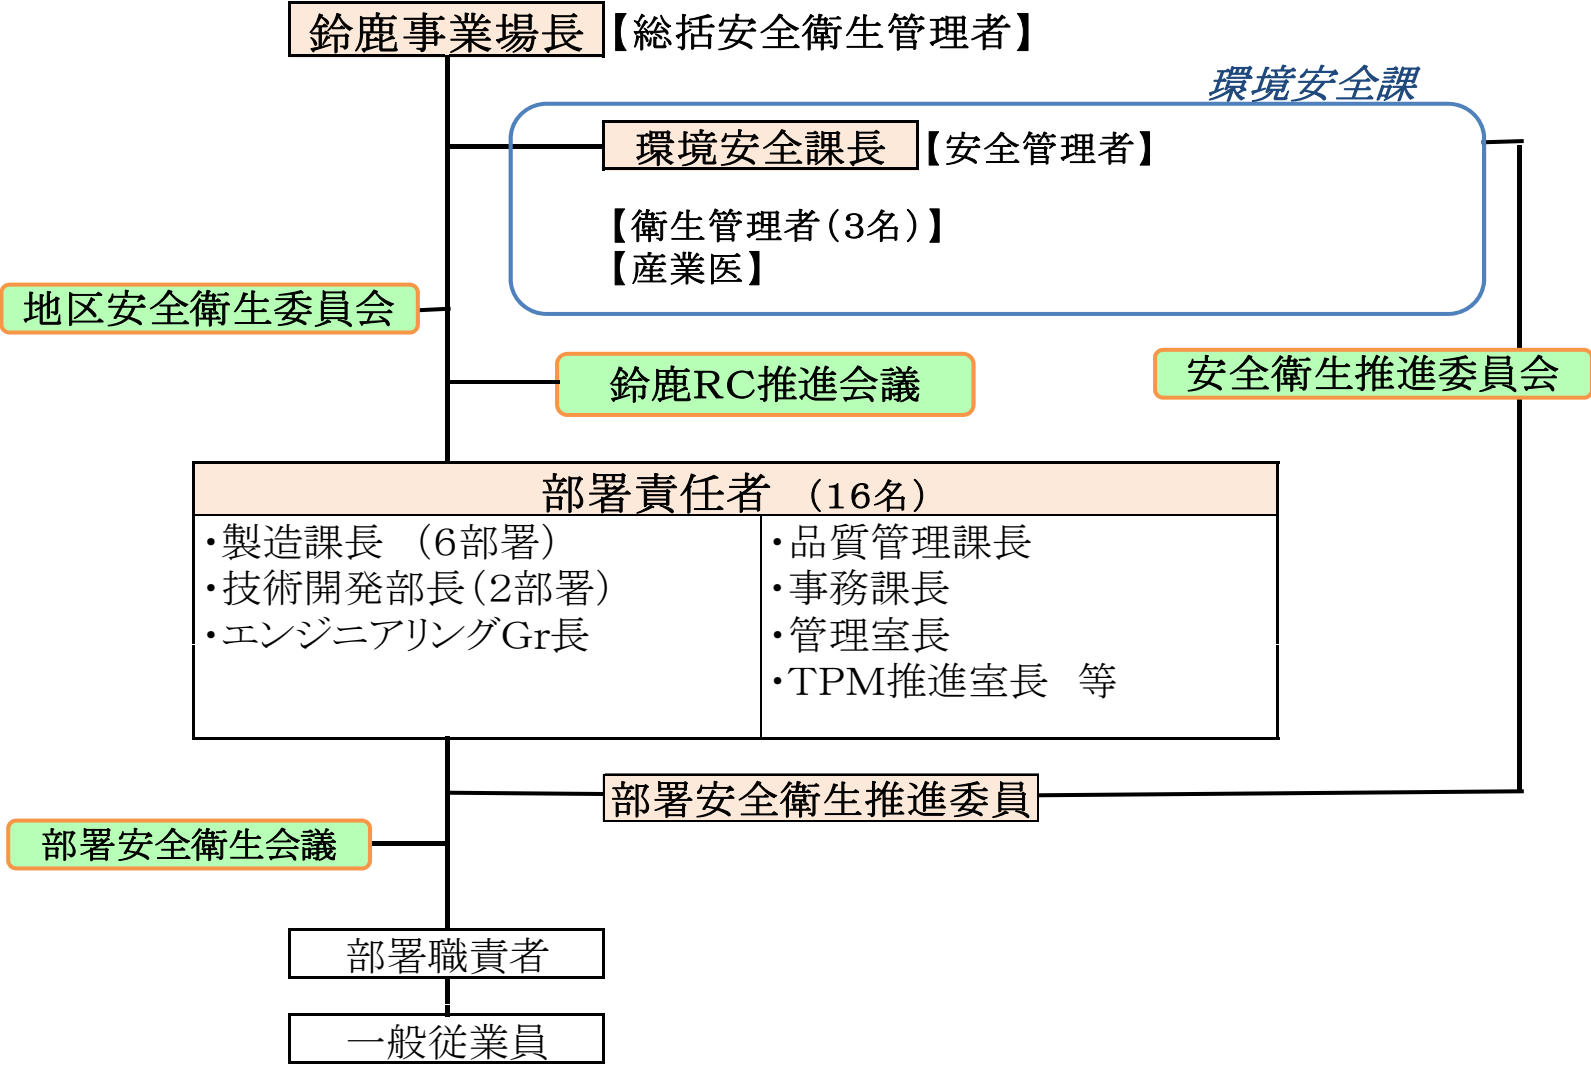 鈴鹿事業場長【総括安全衛生管理者】
環境安全課
環境安全課長【安全管理者】
【衛生管理者(3名)】
【産業医】
地区安全衛生委員会
鈴鹿RC推進会議
安全衛生推進委員会
部署責任者 (16名)
・製造課長 (6部署)
・技術開発部長(2部署)
・エンジニアリングGr長
・品質管理課長
・事務課長
・管理室長
・TPM推進室長 等
部署安全衛生推進委員
部署安全衛生会議
部署職責者
一般従業員